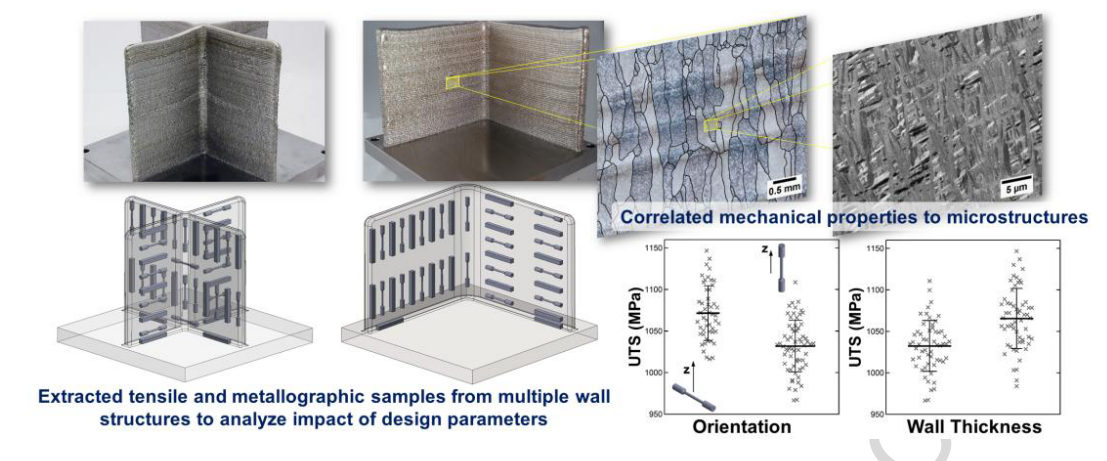 0.5 mm
5 μm
Correlated mechanical properties to microstructures
1150
1100
1050
1000
950
UTS (MPa)
z
z
Orientation
1150
1100
1050
1000
950
UTS (MPa)
Wall Thickness
Extracted tensile and metallographic samples from multiple wall
structures to analyze impact of design parameters